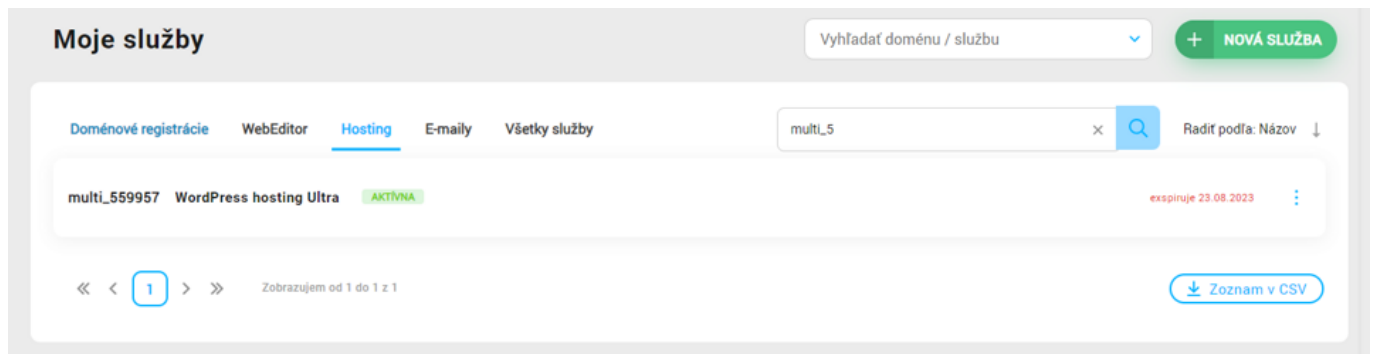 Moje služby
Vyhľadať doménu / službu
+ NOVÁ SLUŽBA
Doménové registrácie WebEditor Hosting E-maily Všetky služby
multi_5
Radiť podľa: Názov ↓
multi_559957 WordPress hosting Ultra AKTÍVNA exspiruje 23.08.2023
« < 1 > » Zobrazujem od 1 do 1 z 1
Zoznam v CSV